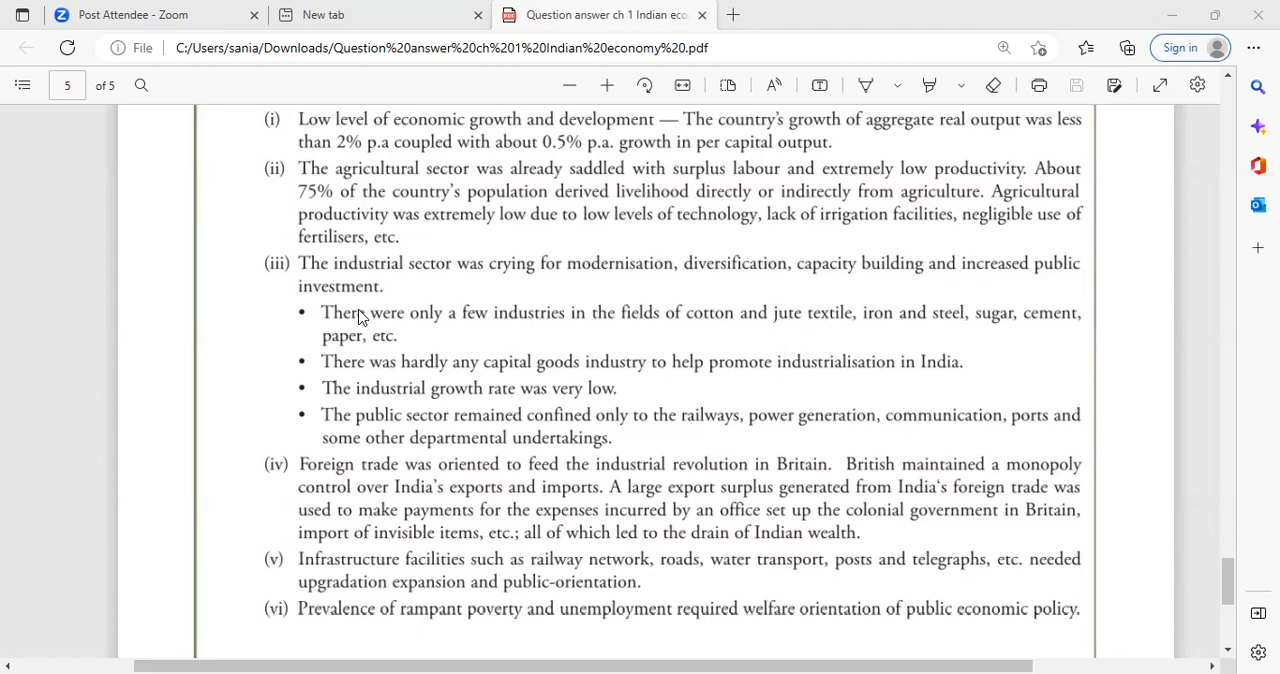 Post Attendee - Zoom
New tab
Question answer ch 1 Indian eco
File C:/Users/sania/Downloads/Question%20answer%20ch%201%20Indian%20economy%20.pdf Sign in
5 of 5
(i) Low level of economic growth and development — The country's growth of aggregate real output was less
than 2% p.a coupled with about 0.5% p.a. growth in per capital output.
(ii) The agricultural sector was already saddled with surplus labour and extremely low productivity. About
75% of the country's population derived livelihood directly or indirectly from agriculture. Agricultural
productivity was extremely low due to low levels of technology, lack of irrigation facilities, negligible use of
fertilisers, etc.
(iii) The industrial sector was crying for modernisation, diversification, capacity building and increased public
investment.
• There were only a few industries in the fields of cotton and jute textile, iron and steel, sugar, cement,
paper, etc.
• There was hardly any capital goods industry to help promote industrialisation in India.
• The industrial growth rate was very low.
• The public sector remained confined only to the railways, power generation, communication, ports and
some other departmental undertakings.
(iv) Foreign trade was oriented to feed the industrial revolution in Britain. British maintained a monopoly
control over India's exports and imports. A large export surplus generated from India‘s foreign trade was
used to make payments for the expenses incurred by an office set up the colonial government in Britain,
import of invisible items, etc.; all of which led to the drain of Indian wealth.
(v) Infrastructure facilities such as railway network, roads, water transport, posts and telegraphs, etc. needed
upgradation expansion and public-orientation.
(vi) Prevalence of rampant poverty and unemployment required welfare orientation of public economic policy.